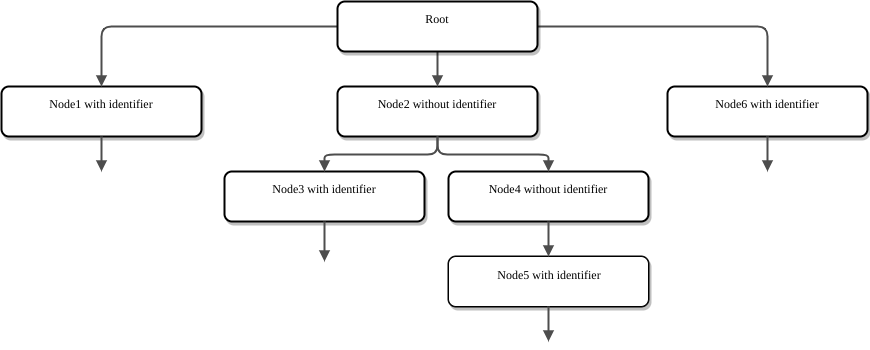 Root
Node1 with identifier
Node2 without identifier
Node6 with identifier
Node3 with identifier
Node4 without identifier
Node5 with identifier